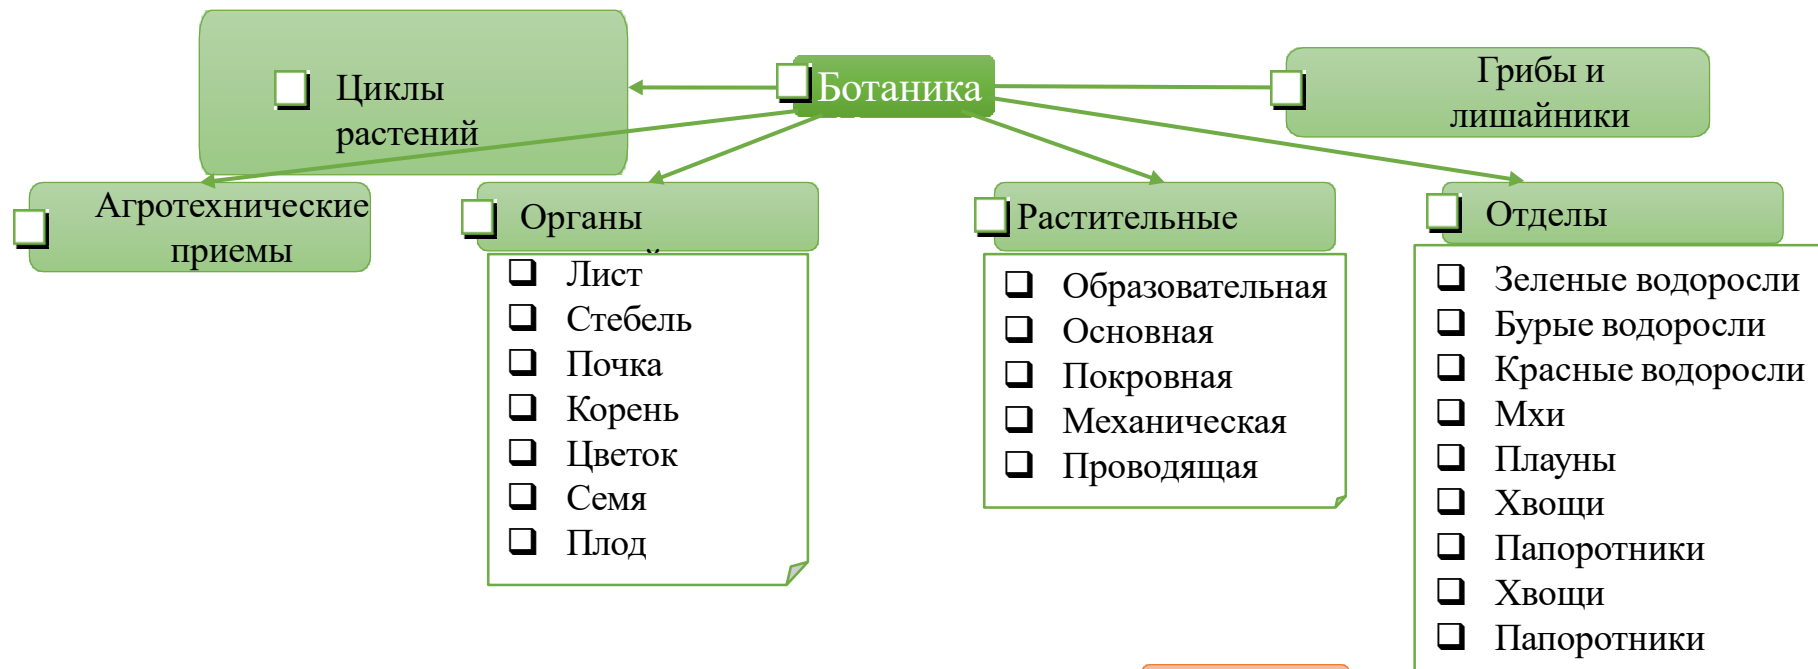 Циклы
растений
Ботаника
Грибы и
лишайники
Агротехнические
приемы
Органы
Лист
Стебель
Почка
Корень
Цветок
Семя
Плод
Растительные
Образовательная
Основная
Покровная
Механическая
Проводящая
Отделы
Зеленые водоросли
Бурые водоросли
Красные водоросли
Мхи
Плауны
Хвощи
Папоротники
Хвощи
Папоротники